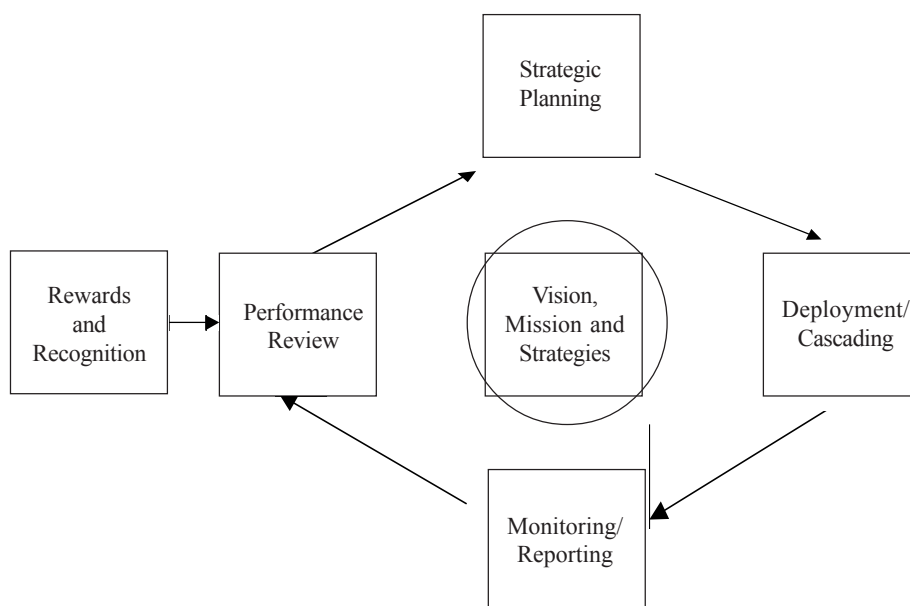 Strategic
Planning
Rewards
and
Recognition
Performance
Review
Vision,
Mission and
Strategies
Deployment/
Cascading
Monitoring/
Reporting